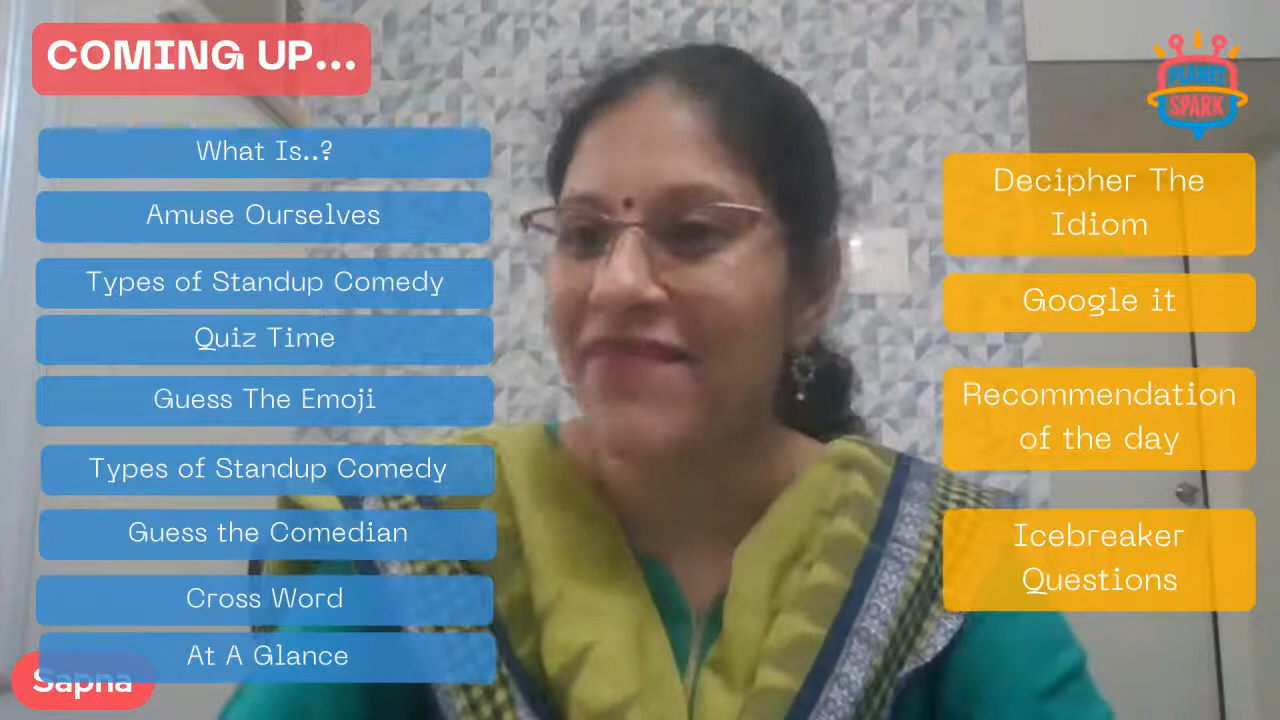 COMING UP...
What Is..?
Amuse Ourselves
Types of Standup Comedy
Quiz Time
Guess The Emoji
Types of Standup Comedy
Guess the Comedian
Cross Word
At A Glance
Sapna
PLANET
SPARK
Decipher The
Idiom
Google it
Recommendation
of the day
Icebreaker
Questions